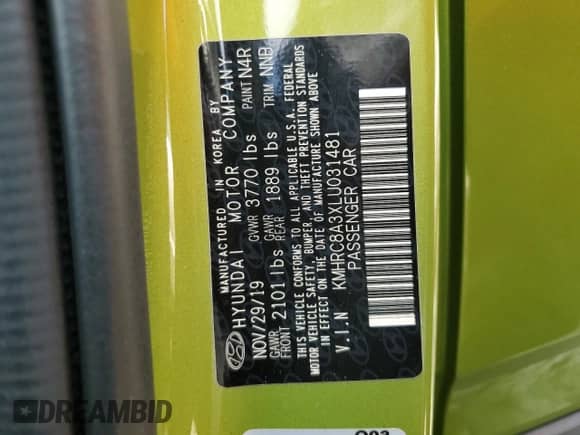 MANUFACTURED IN KOREA BY
HYUNDAI MOTOR COMPANY
NOV/29/19 GVWR 3770 lbs PAINT N4R
GAWR FRONT 2101 lbs GAWR REAR 1889 lbs TRIM NNB
THIS VEHICLE CONFORMS TO ALL APPLICABLE U.S.A. FEDERAL
MOTOR VEHICLE SAFETY, BUMPER, AND THEFT PREVENTION STANDARDS
IN EFFECT ON THE DATE OF MANUFACTURE SHOWN ABOVE
V.I.N KMHRC8A3XLU031481
PASSENGER CAR
DREAMBID